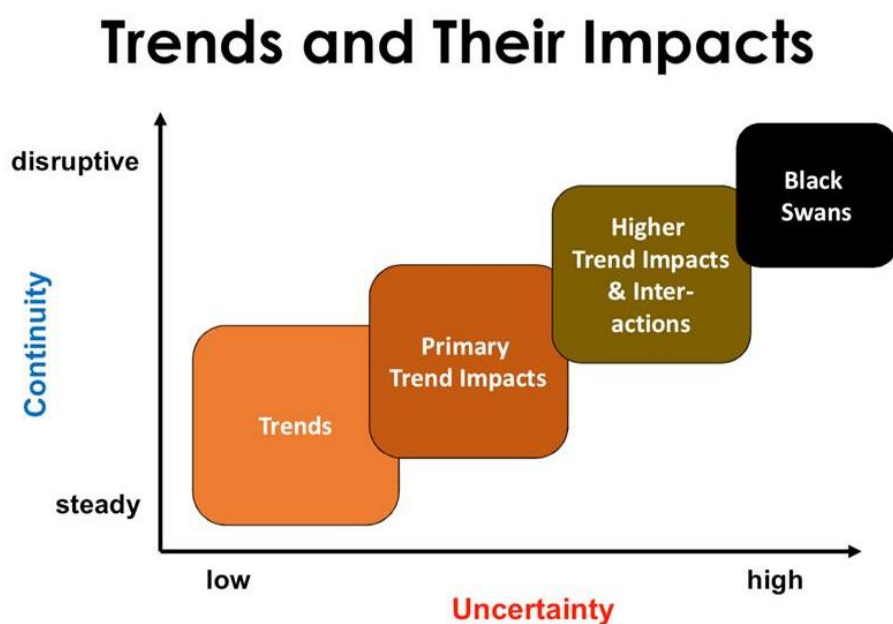 Trends and Their Impacts
disruptive
Continuity
steady
Trends
Primary
Trend Impacts
Higher
Trend Impacts
& Inter-
actions
Black
Swans
low
high
Uncertainty